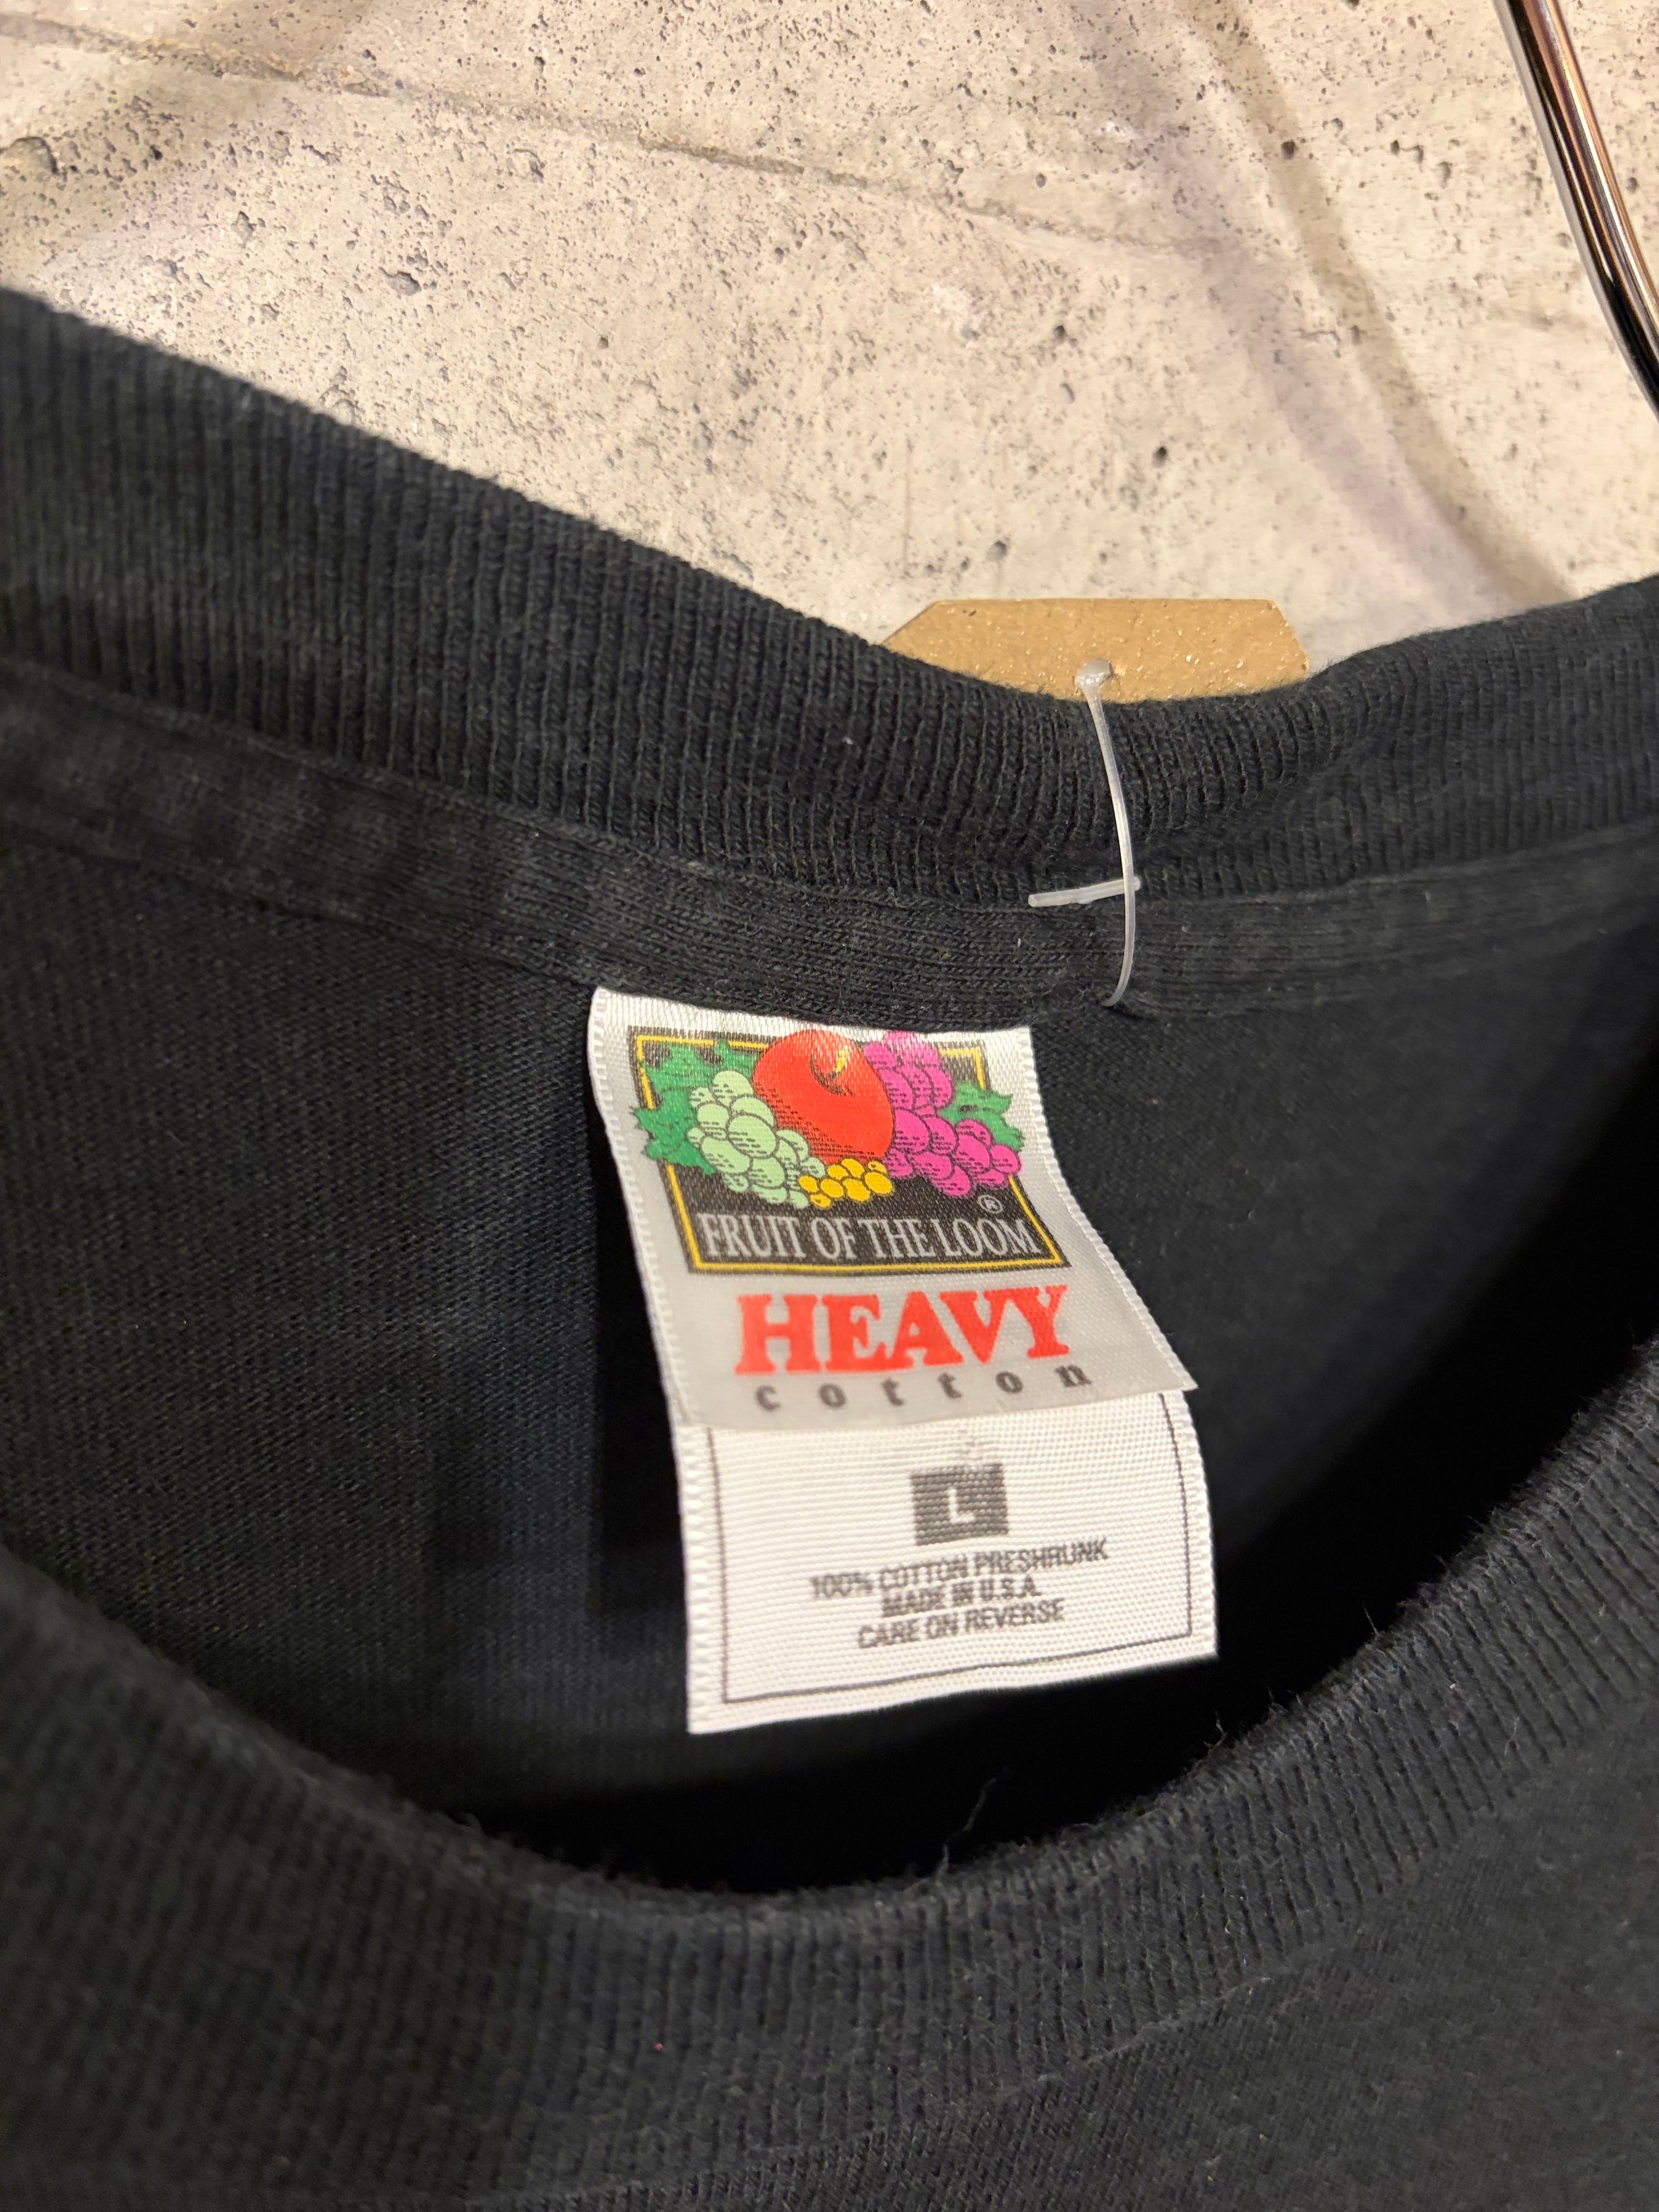 ®
FRUIT OF THE LOOM
HEAVY
cotton
L
100% COTTON PRESHRUNK
MADE IN U.S.A.
CARE ON REVERSE